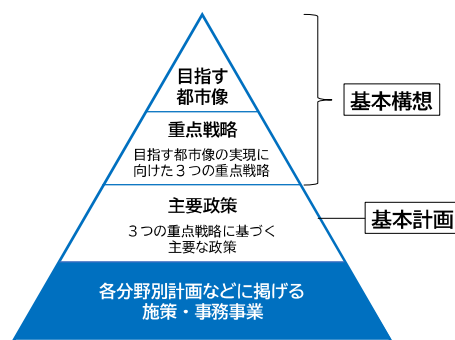 目指す
都市像
基本構想
重点戦略
目指す都市像の実現に
向けた３つの重点戦略
主要政策
基本計画
３つの重点戦略に基づく
主要な政策
各分野別計画などに掲げる
施策・事務事業